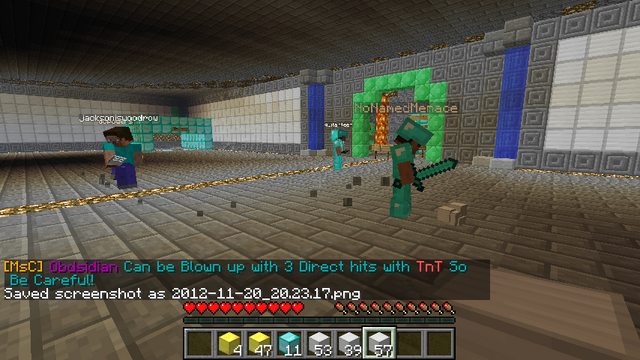 jacksoniswoodrow
NoNamedMenace
[MsC] Obdsidian Can be Blown up with 3 Direct hits with TnT So
Be Careful!
Saved screenshot as 2012-11-20_20.23.17.png
4 47 11 53 39 57